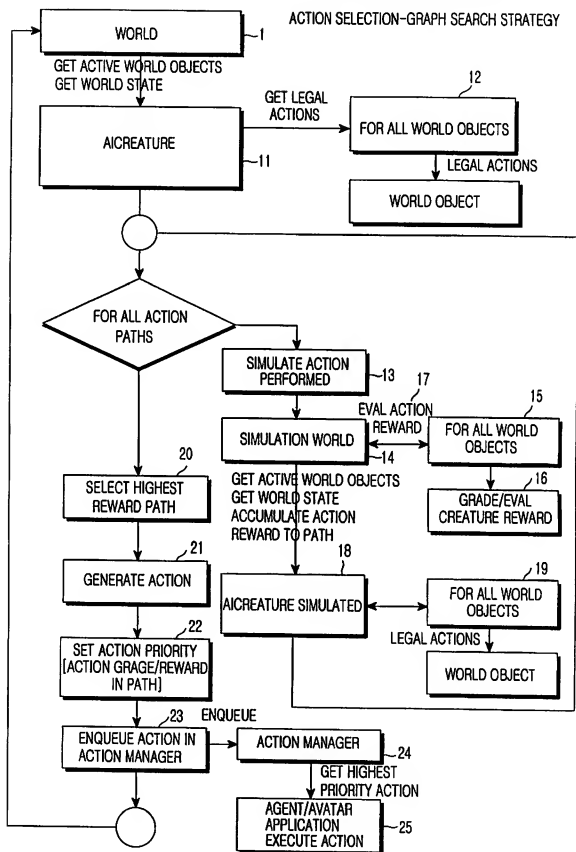 ACTION SELECTION-GRAPH SEARCH STRATEGY
WORLD
1
GET ACTIVE WORLD OBJECTS
GET WORLD STATE
AICREATURE
11
GET LEGAL
ACTIONS
12
FOR ALL WORLD OBJECTS
LEGAL ACTIONS
WORLD OBJECT
FOR ALL ACTION
PATHS
SIMULATE ACTION
PERFORMED
13
17
EVAL ACTION
REWARD
SIMULATION WORLD
14
15
FOR ALL WORLD
OBJECTS
16
GRADE/EVAL
CREATURE REWARD
GET ACTIVE WORLD OBJECTS
GET WORLD STATE
ACCUMULATE ACTION
REWARD TO PATH
18
AICREATURE SIMULATED
19
FOR ALL WORLD
OBJECTS
LEGAL ACTIONS
WORLD OBJECT
20
SELECT HIGHEST
REWARD PATH
21
GENERATE ACTION
22
SET ACTION PRIORITY
[ACTION GRAGE/REWARD
IN PATH]
23
ENQUEUE ACTION IN
ACTION MANAGER
ENQUEUE
ACTION MANAGER
24
GET HIGHEST
PRIORITY ACTION
AGENT/AVATAR
APPLICATION
EXECUTE ACTION
25